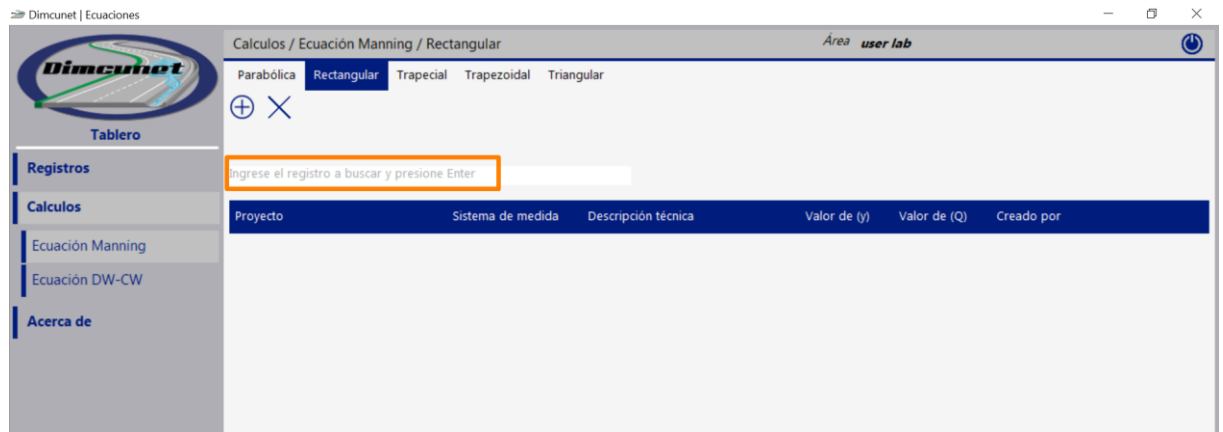 Dimcunet | Ecuaciones
Dimcunet
Tablero
Registros
Calculos
Ecuación Manning
Ecuación DW-CW
Acerca de
Calculos / Ecuación Manning / Rectangular
Área user lab
Parabólica Rectangular Trapecial Trapezoidal Triangular
Ingrese el registro a buscar y presione Enter
Proyecto Sistema de medida Descripción técnica Valor de (y) Valor de (Q) Creado por